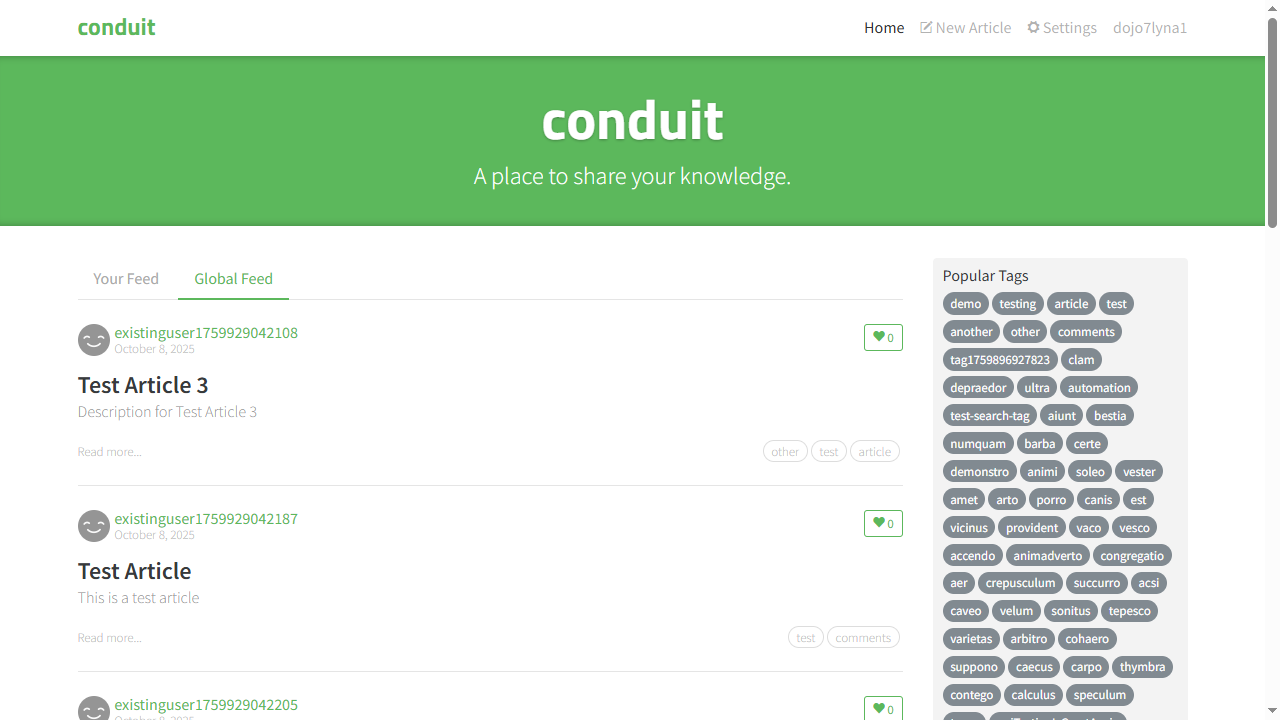 conduit
Home New Article Settings dojo7lyna1
conduit
A place to share your knowledge.
Your Feed Global Feed
existinguser1759929042108
October 8, 2025
0
Test Article 3
Description for Test Article 3
Read more...
other test article
existinguser1759929042187
October 8, 2025
0
Test Article
This is a test article
Read more...
test comments
existinguser1759929042205
0
Popular Tags
demo testing article test
another other comments
tag1759896927823 clam
depraedor ultra automation
test-search-tag aiunt bestia
numquam barba certe
demonstro animi soleo vester
amet arto porro canis est
vicinus provident vaco vesco
accendo animadverto congregatio
aer crepusculum succurro acsi
caveo velum sonitus tepesco
varietas arbitro cohaero
suppono caecus carpo thymbra
contego calculus speculum